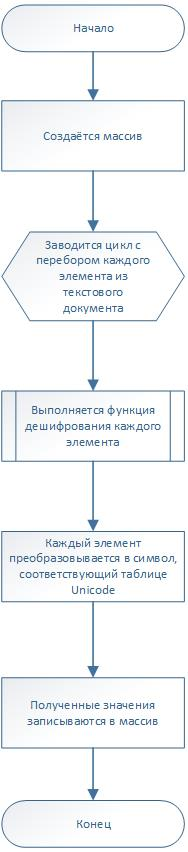 Начало
Создаётся массив
Заводится цикл с
перебором каждого
элемента из
текстового
документа
Выполняется функция
дешифрования каждого
элемента
Каждый элемент
преобразовывается в символ,
соответствующий таблице
Unicode
Полученные значения
записываются в массив
Конец